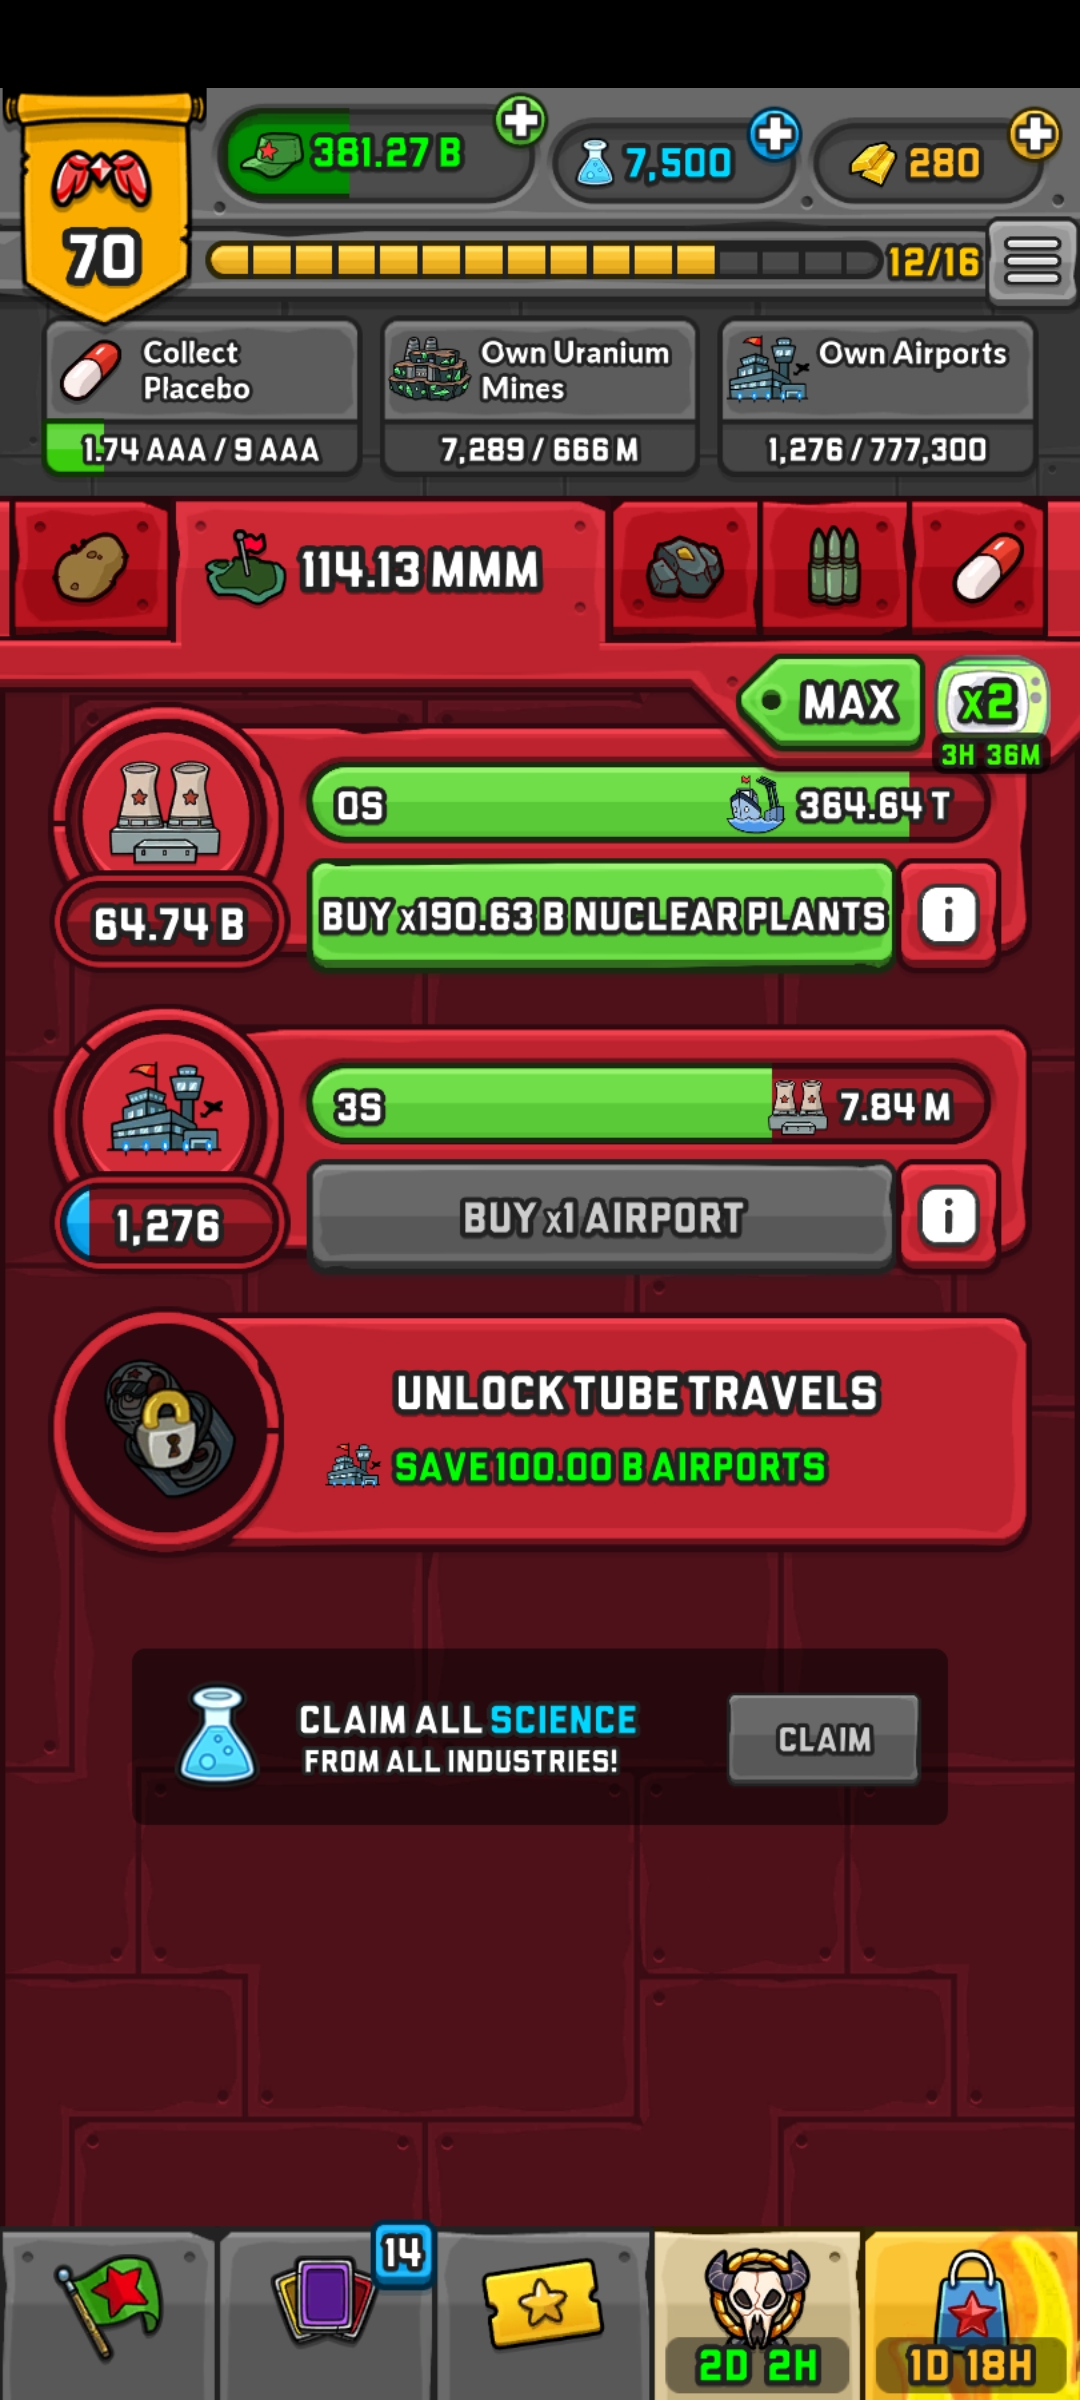 381.27 B
7,500
280
70
12/16
Collect
Placebo
1.74 AAA / 9 AAA
Own Uranium
Mines
7,289 / 666 M
Own Airports
1,276 / 777,300
114.13 MMM
MAX
x2
3H 36M
0S
364.64 T
64.74 B
BUY x190.63 B NUCLEAR PLANTS
i
3S
7.84 M
1,276
BUY x1 AIRPORT
i
UNLOCK TUBE TRAVELS
SAVE 100.00 B AIRPORTS
CLAIM ALL SCIENCE
FROM ALL INDUSTRIES!
CLAIM
14
2D 2H
1D 18H